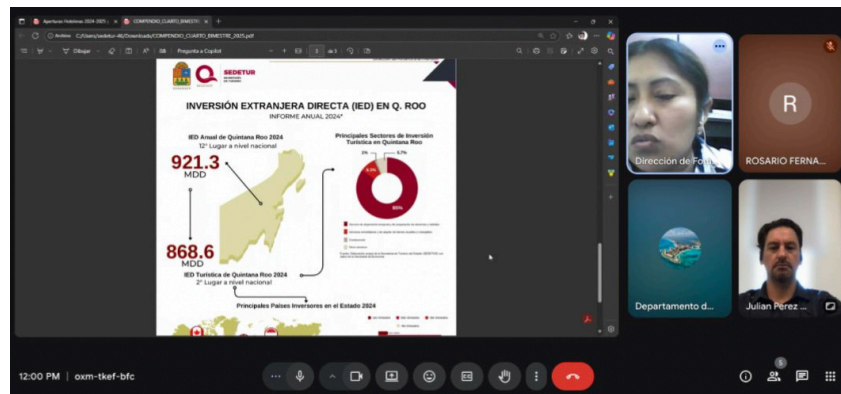 Aperturas Hoteleras 2024-2025
COMPENDIO_CUARTO_BIMESTRE
Archivo C:/Users/sedetur-46/Downloads/COMPENDIO_CUARTO_BIMESTRE_2025.pdf
Dibujar
Pregunta a Copilot
3 de 5
SEDETUR
INVERSIÓN EXTRANJERA DIRECTA (IED) EN Q. ROO
INFORME ANUAL 2024*
IED Anual de Quintana Roo 2024
12° Lugar a nivel nacional
921.3
MDD
868.6
MDD
IED Turística de Quintana Roo 2024
2° Lugar a nivel nacional
Principales Sectores de Inversión
Turística en Quintana Roo
85%
Principales Países Inversores en el Estado 2024
Dirección de Fo...
R
ROSARIO FERNA...
Departamento d...
Julian Perez ...
12:00 PM | oxm-tkef-bfc
5